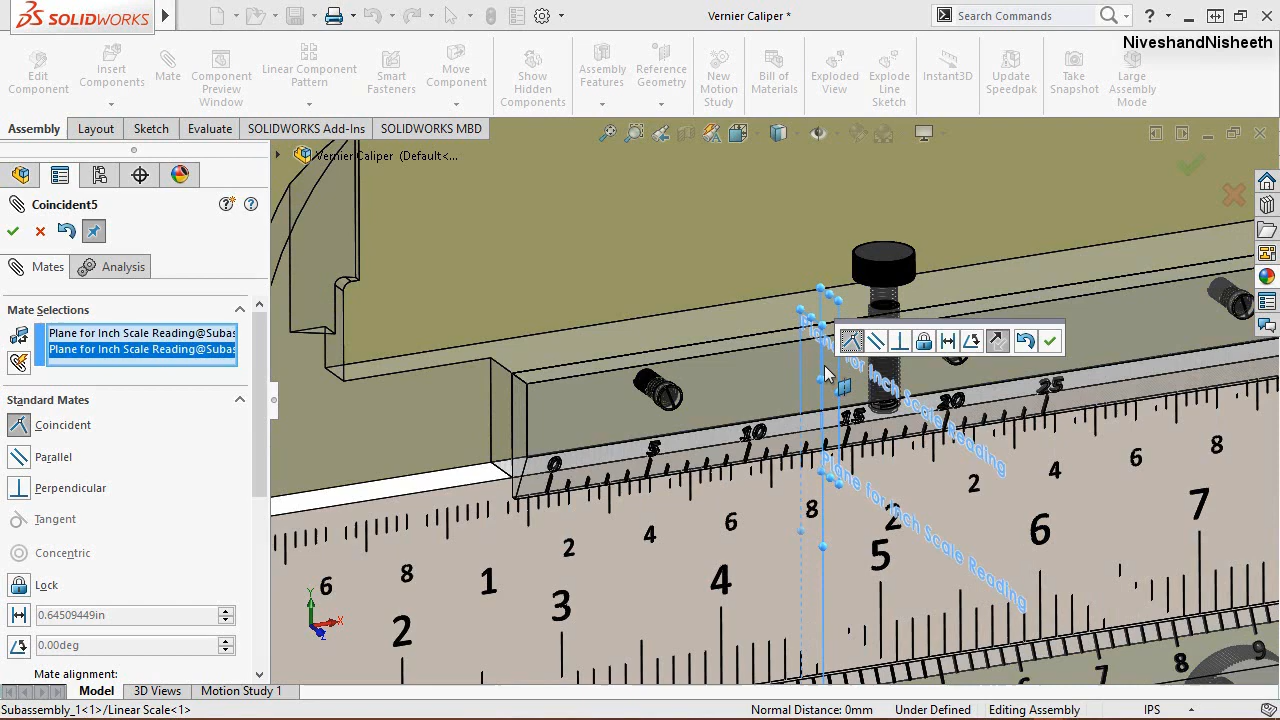 SOLIDWORKS
Vernier Caliper *
Search Commands
NiveshandNisheeth
Edit Component
Insert Components
Mate
Component Preview Window
Linear Component Pattern
Smart Fasteners
Move Component
Show Hidden Components
Assembly Features
Reference Geometry
New Motion Study
Bill of Materials
Exploded View
Explode Line Sketch
Instant3D
Update Speedpak
Take Snapshot
Large Assembly Mode
Assembly Layout Sketch Evaluate SOLIDWORKS Add-Ins SOLIDWORKS MBD
Vernier Caliper (Default<...
Coincident5
Mates Analysis
Mate Selections
Plane for Inch Scale Reading@Subas
Plane for Inch Scale Reading@Subas
Standard Mates
Coincident
Parallel
Perpendicular
Tangent
Concentric
Lock
0.64509449in
0.00deg
Mate alignment:
Plane for Inch Scale Reading
Plane for Inch Scale Reading
0 5 10 15 20 25
6 8 1 2 4 6 8 2 2 4 6 8
2 3 4 5 6 7
6 7 8 9
Y
X
Z
Model 3D Views Motion Study 1
Subassembly_1<1>/Linear Scale<1> Normal Distance: 0mm Under Defined Editing Assembly IPS